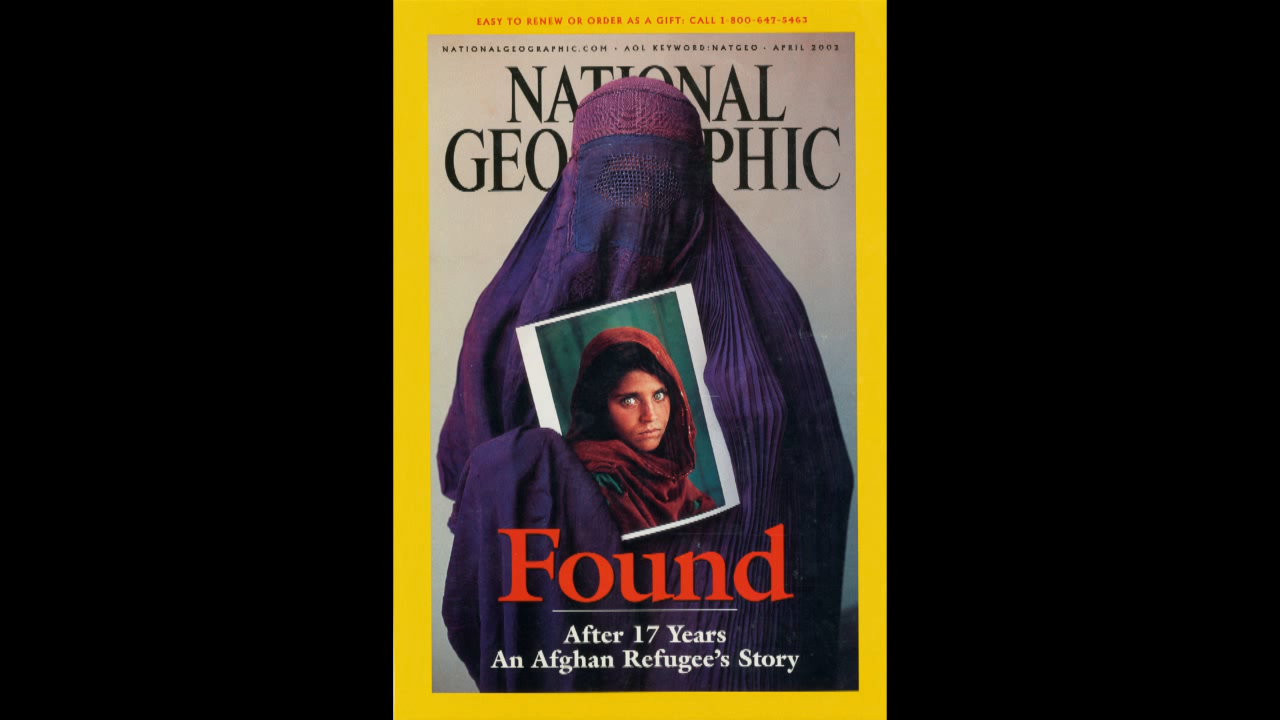 EASY TO RENEW OR ORDER AS A GIFT: CALL 1-800-647-5463
NATIONALGEOGRAPHIC.COM • AOL KEYWORD:NATGEO • APRIL 2002
NATIONAL
GEOGRAPHIC
Found
After 17 Years
An Afghan Refugee's Story